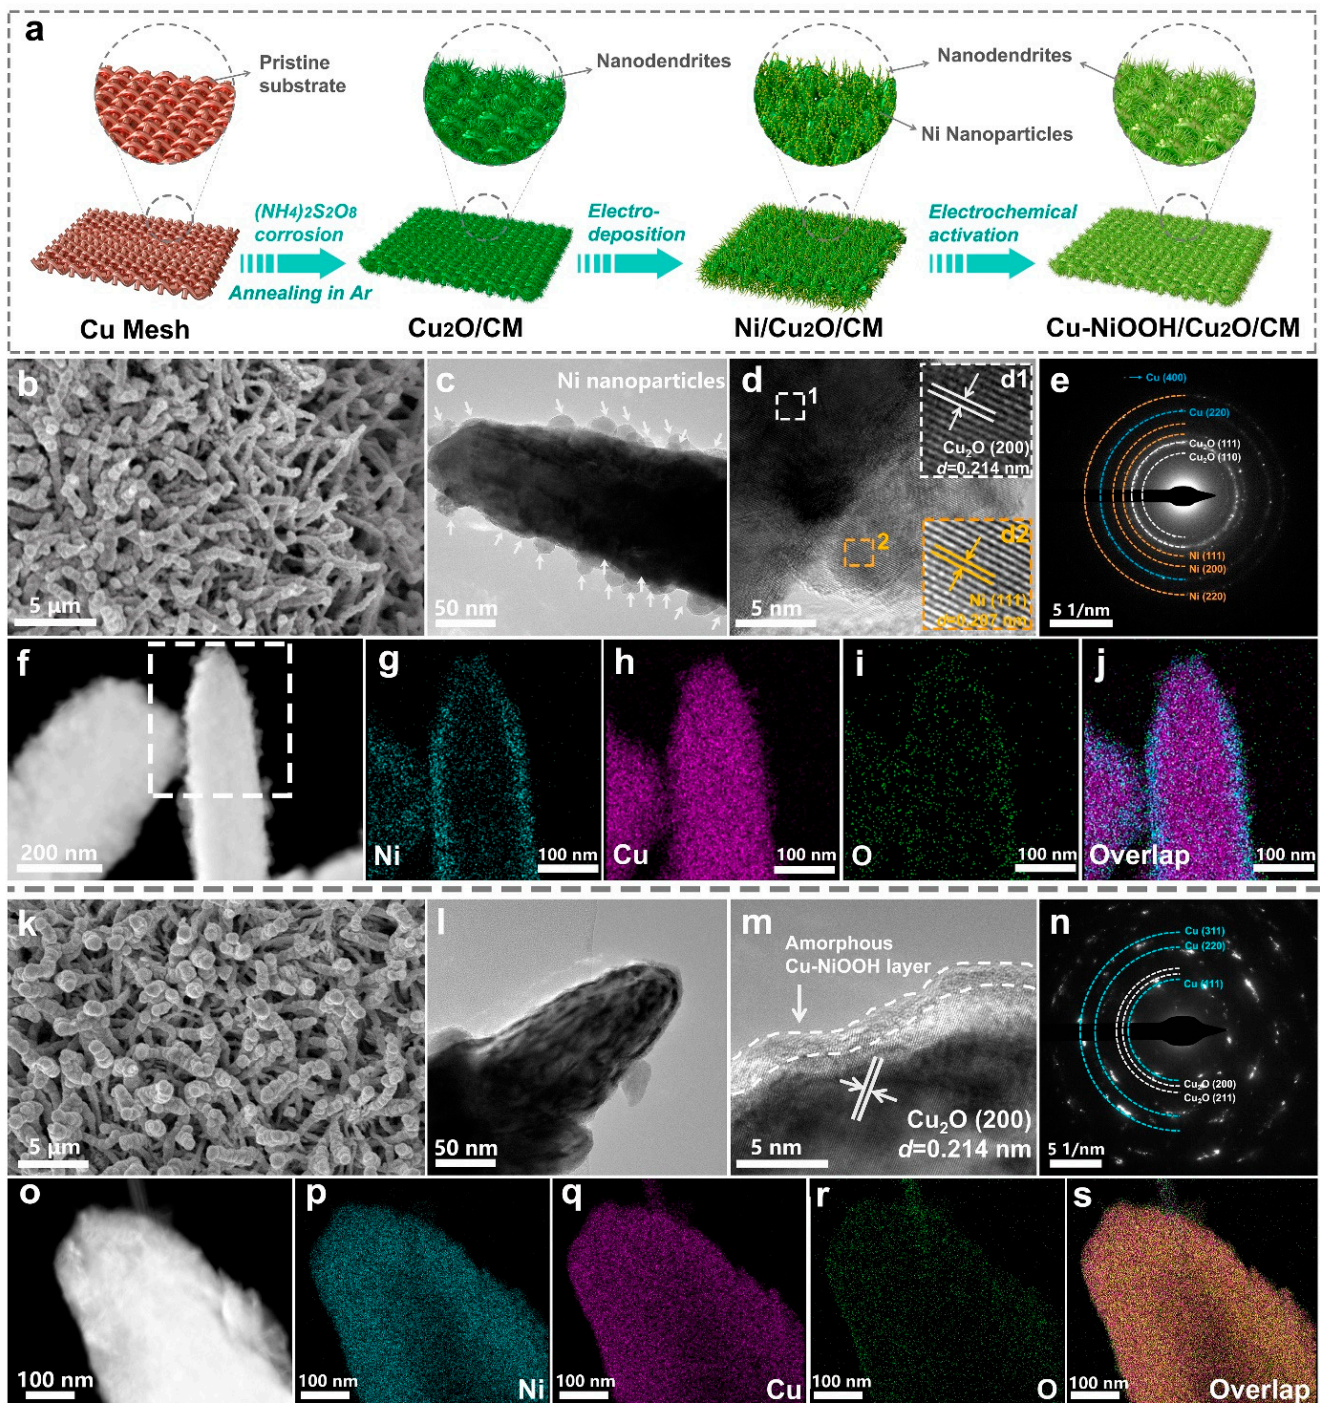 a
Pristine
substrate
Nanodendrites
Nanodendrites
Ni Nanoparticles
(NH4)2S2O8
corrosion
Annealing in Ar
Electro-
deposition
Electrochemical
activation
Cu Mesh
Cu₂O/CM
Ni/Cu₂O/CM
Cu-NiOOH/Cu₂O/CM
b
5 μm
c
Ni nanoparticles
50 nm
d
1
2
d1
Cu₂O (200)
d=0.214 nm
d2
Ni (111)
5 nm
e
Cu (400)
Cu (220)
Cu₂O (111)
Cu₂O (110)
Ni (111)
Ni (200)
Ni (220)
5 1/nm
f
200 nm
g
Ni
100 nm
h
Cu
100 nm
i
O
100 nm
j
Overlap
100 nm
k
5 μm
l
50 nm
m
Amorphous
Cu-NiOOH layer
Cu₂O (200)
d=0.214 nm
5 nm
n
Cu (311)
Cu (220)
Cu (111)
Cu₂O (200)
Cu₂O (211)
5 1/nm
o
100 nm
p
100 nm
Ni
q
100 nm
Cu
r
100 nm
O
s
100 nm
Overlap